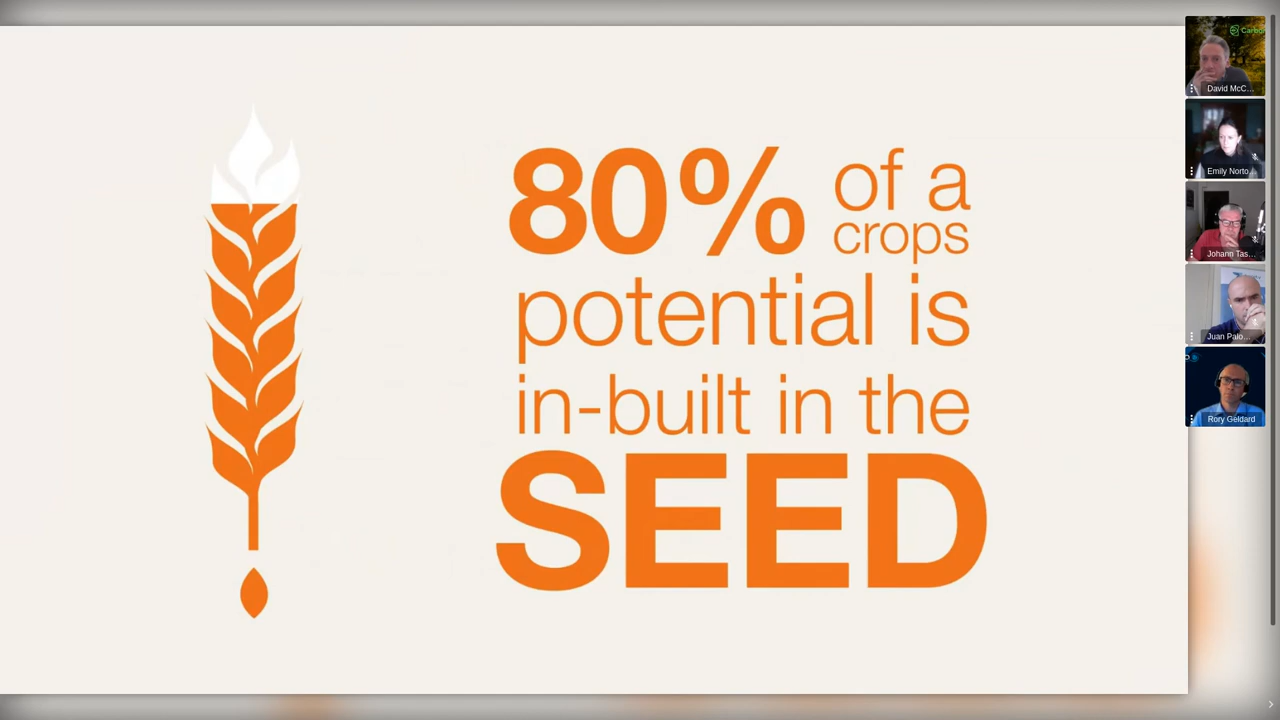 80% of a
crops
potential is
in-built in the
SEED
David McC...
Emily Norto...
Johann Tas...
Juan Palo...
Rory Geldard